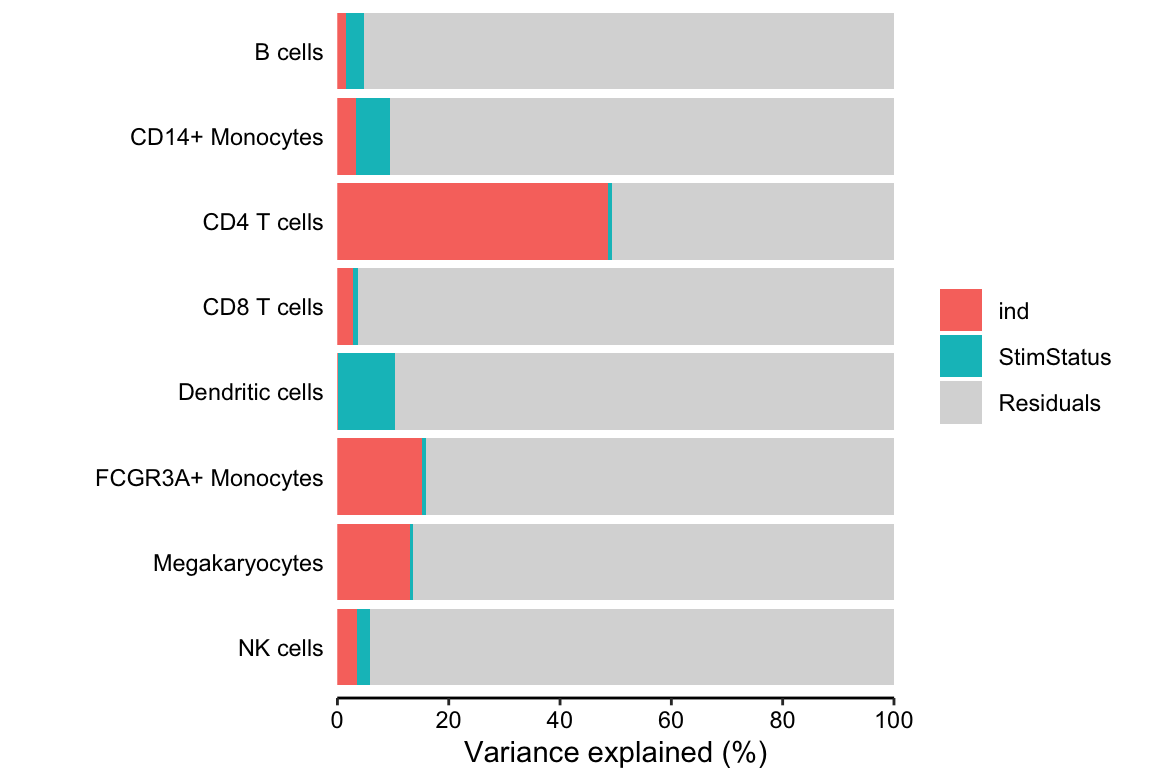 B cells
CD14+ Monocytes
CD4 T cells
CD8 T cells
Dendritic cells
FCGR3A+ Monocytes
Megakaryocytes
NK cells
0 20 40 60 80 100
Variance explained (%)
ind
StimStatus
Residuals